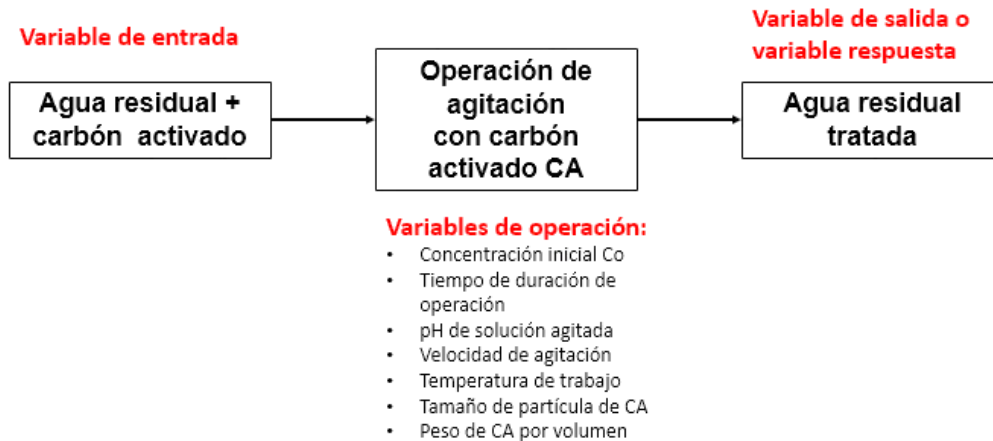 Variable de entrada
Agua residual +
carbón activado
Operación de
agitación
con carbón
activado CA
Variable de salida o
variable respuesta
Agua residual
tratada
Variables de operación:
• Concentración inicial Co
• Tiempo de duración de
operación
• pH de solución agitada
• Velocidad de agitación
• Temperatura de trabajo
• Tamaño de partícula de CA
• Peso de CA por volumen